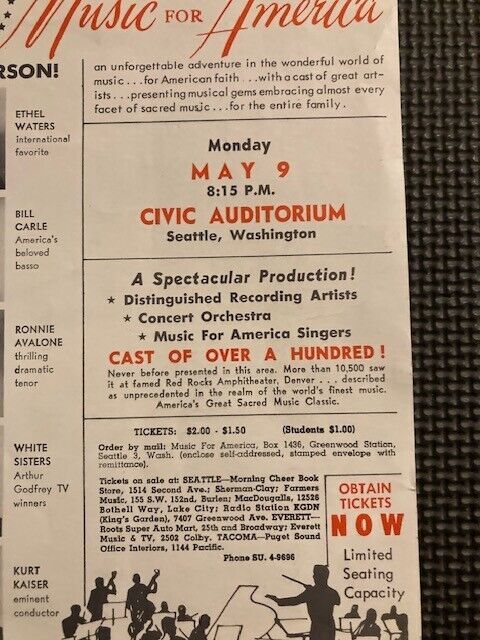 Music FOR America
RSON!
an unforgettable adventure in the wonderful world of
music...for American faith ...with a cast of great art-
ists...presenting musical gems embracing almost every
facet of sacred music...for the entire family.
ETHEL
WATERS
international
favorite
BILL
CARLE
America's
beloved
basso
RONNIE
AVALONE
thrilling
dramatic
tenor
WHITE
SISTERS
Arthur
Godfrey TV
winners
KURT
KAISER
eminent
conductor
Monday
MAY 9
8:15 P.M.
CIVIC AUDITORIUM
Seattle, Washington
A Spectacular Production!
★ Distinguished Recording Artists
★ Concert Orchestra
★ Music For America Singers
CAST OF OVER A HUNDRED!
Never before presented in this area. More than 10,500 saw
it at famed Red Rocks Amphitheater, Denver ... described
as unprecedented in the realm of the world's finest music.
America's Great Sacred Music Classic.
TICKETS: $2.00 - $1.50 (Students $1.00)
Order by mail: Music For America, Box 1436, Greenwood Station,
Seattle 3, Wash. (enclose self-addressed, stamped envelope with
remittance).
Tickets on sale at: SEATTLE—Morning Cheer Book
Store, 1514 Second Ave.; Sherman-Clay; Farmers
Music, 155 S.W. 152nd, Burien; MacDougalls, 12526
Bothell Way, Lake City; Radio Station KGDN
(King's Garden), 7407 Greenwood Ave. EVERETT—
Roots Super Auto Mart, 25th and Broadway; Everett
Music & TV, 2502 Colby. TACOMA—Puget Sound
Office Interiors, 1144 Pacific.
Phone SU. 4-9696
OBTAIN
TICKETS
NOW
Limited
Seating
Capacity